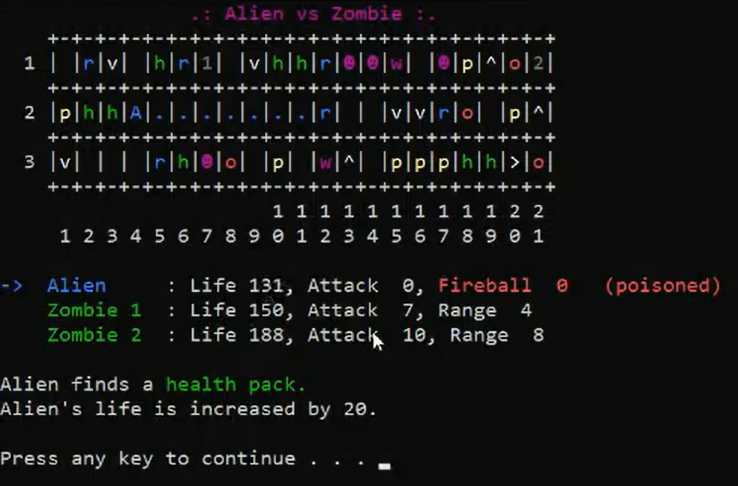 .: Alien vs Zombie :.
+-+-+-+-+-+-+-+-+-+-+-+-+-+-+-+-+-+-+-+-+-+
1 | |r|v| |h|r|1| |v|h|h|r|☻|☻|w| |☻|p|^|o|2|
+-+-+-+-+-+-+-+-+-+-+-+-+-+-+-+-+-+-+-+-+-+
2 |p|h|h|A|.|.|.|.|.|.|.|r| | |v|v|r|o| |p|^|
+-+-+-+-+-+-+-+-+-+-+-+-+-+-+-+-+-+-+-+-+-+
3 |v| | | |r|h|☻|o| |p| |w|^| |p|p|p|h|h|>|o|
+-+-+-+-+-+-+-+-+-+-+-+-+-+-+-+-+-+-+-+-+-+
1 1 1 1 1 1 1 1 1 1 2 2
1 2 3 4 5 6 7 8 9 0 1 2 3 4 5 6 7 8 9 0 1
-> Alien : Life 131, Attack 0, Fireball 0 (poisoned)
Zombie 1 : Life 150, Attack 7, Range 4
Zombie 2 : Life 188, Attack 10, Range 8
Alien finds a health pack.
Alien's life is increased by 20.
Press any key to continue . . .